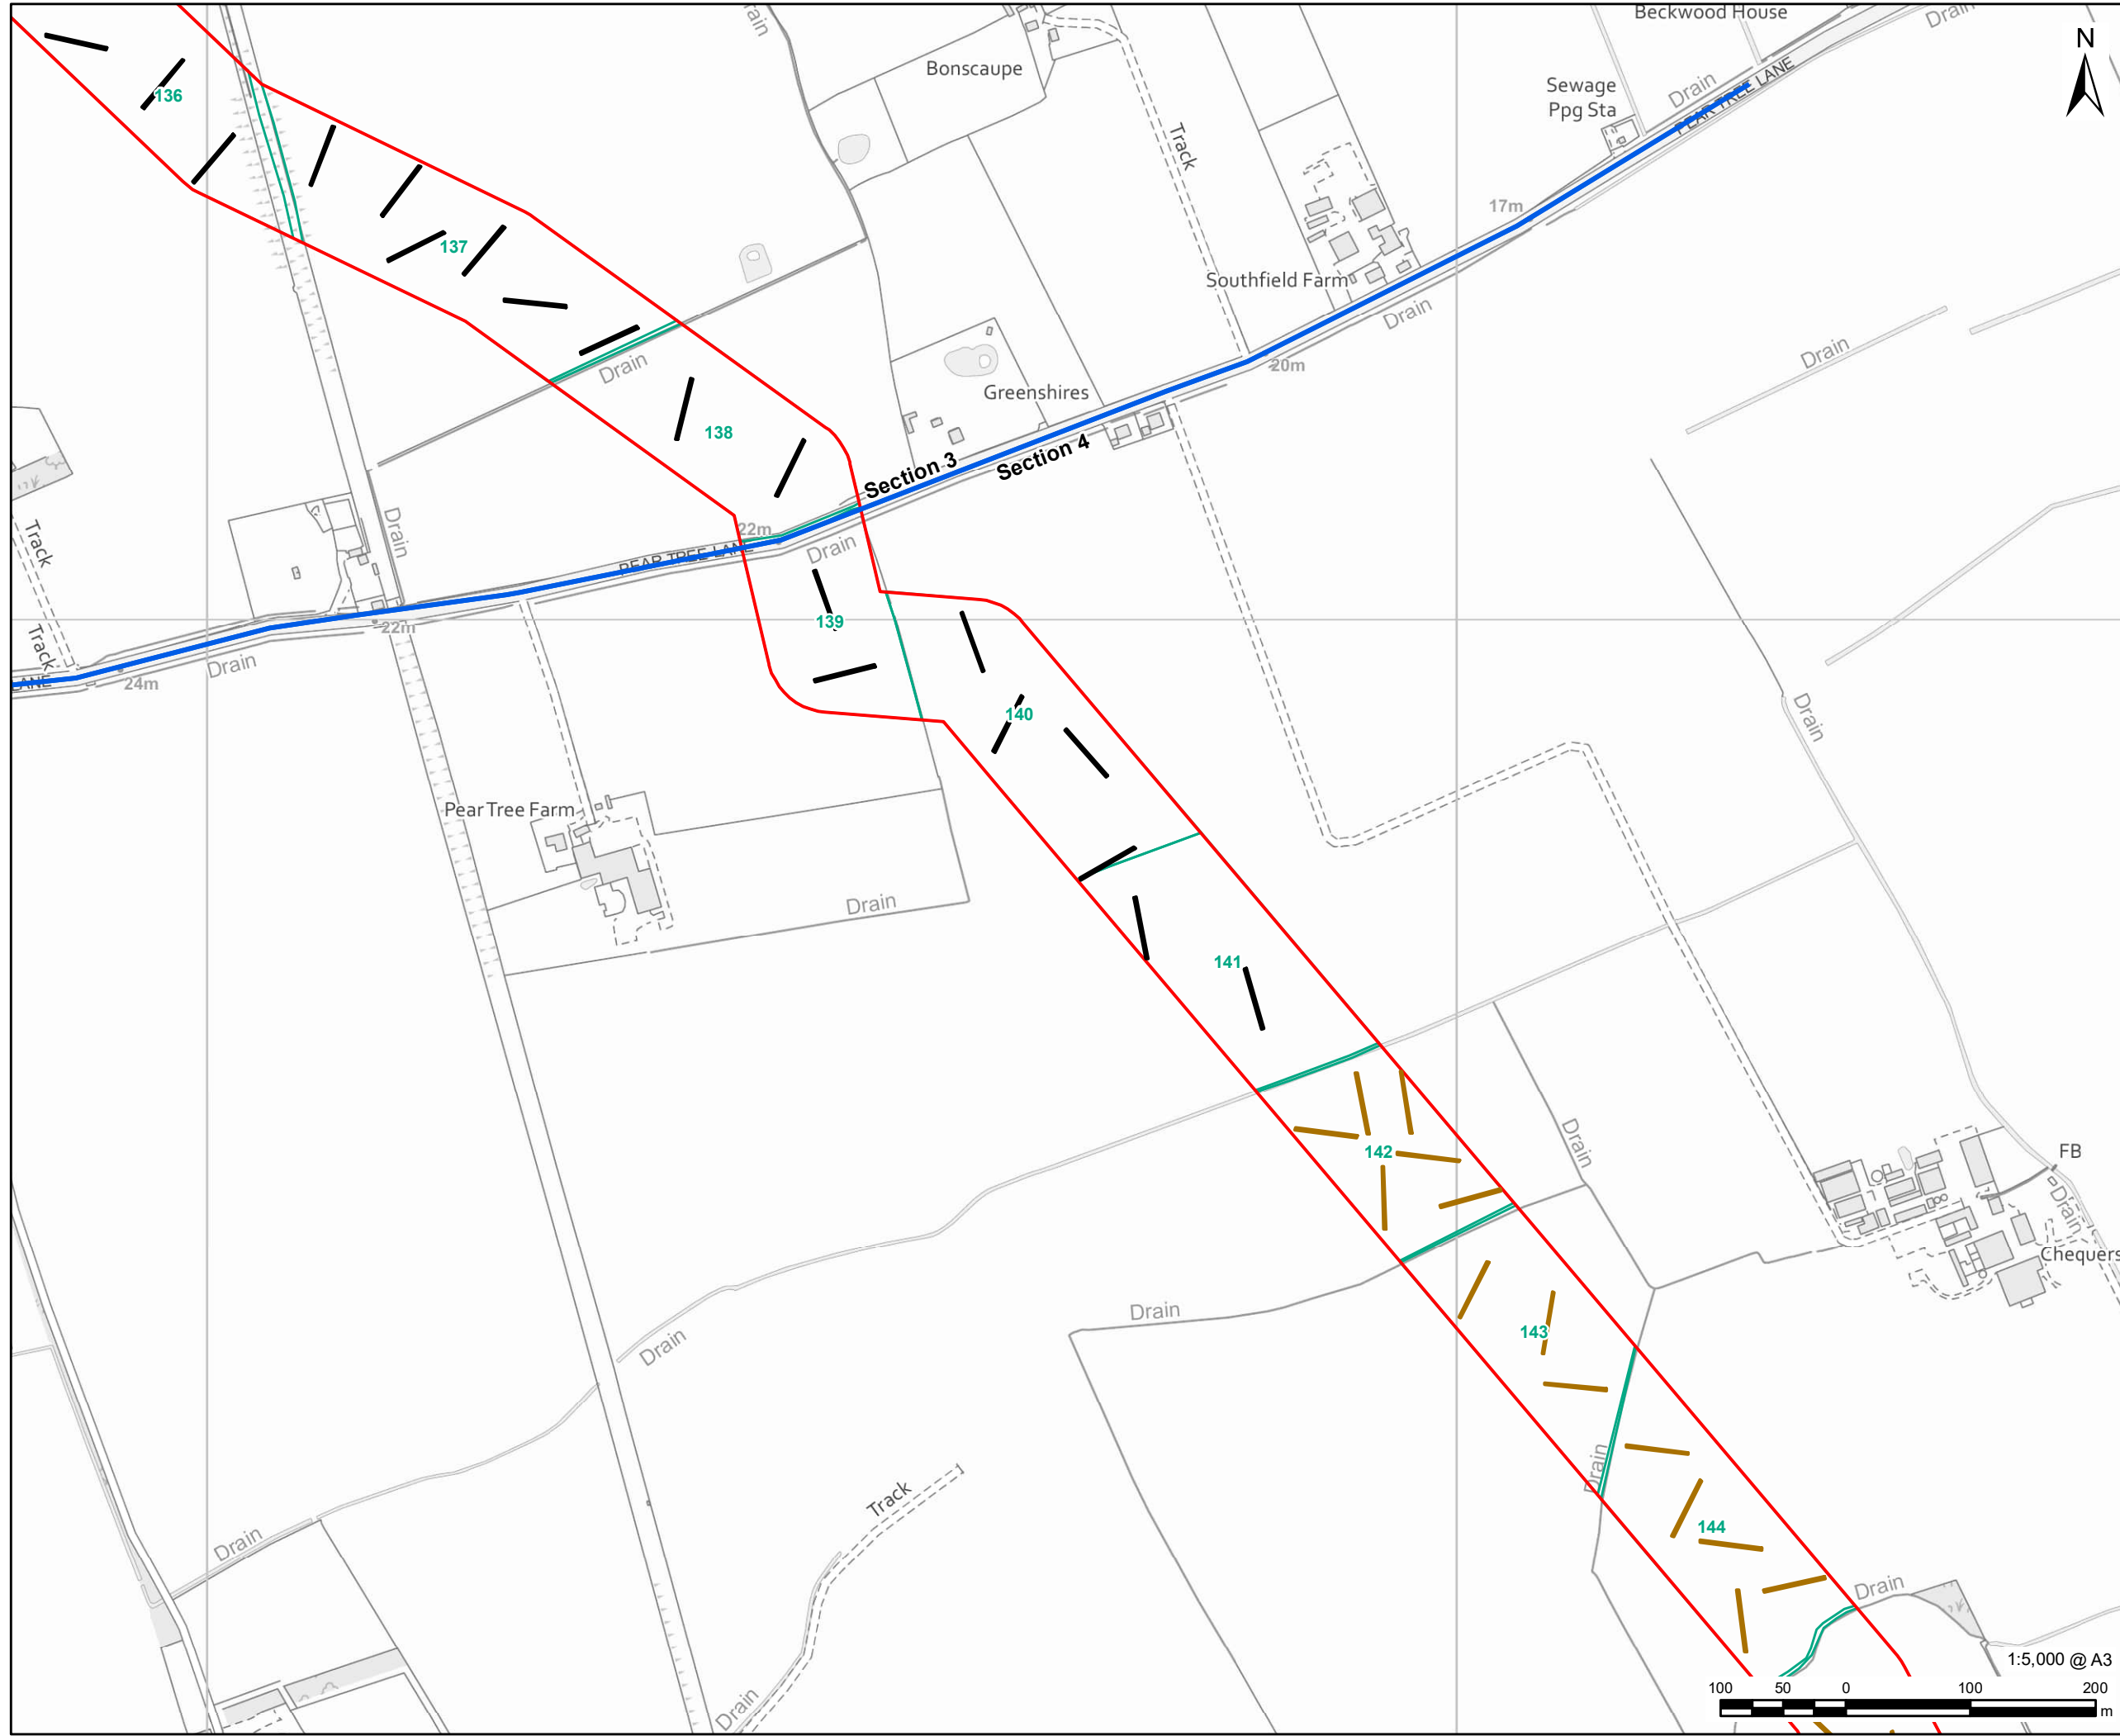 Beckwood House
Drain
Drain
N
Bonscaupe
Sewage
Ppg Sta
Drain
PEAR TREE LANE
136
Track
17m
137
Southfield Farm
Drain
Drain
20m
Drain
Greenshires
138
Section 3
Section 4
Track
Drain
22m
Drain
PEAR TREE LANE
139
22m
Track
Drain
LANE
24m
140
Drain
Pear Tree Farm
Drain
141
142
Drain
FB
Drain
Chequers
Drain
143
Drain
Drain
Track
144
Drain
Drain
Drain
1:5,000 @ A3
100 50 0 100 200
m